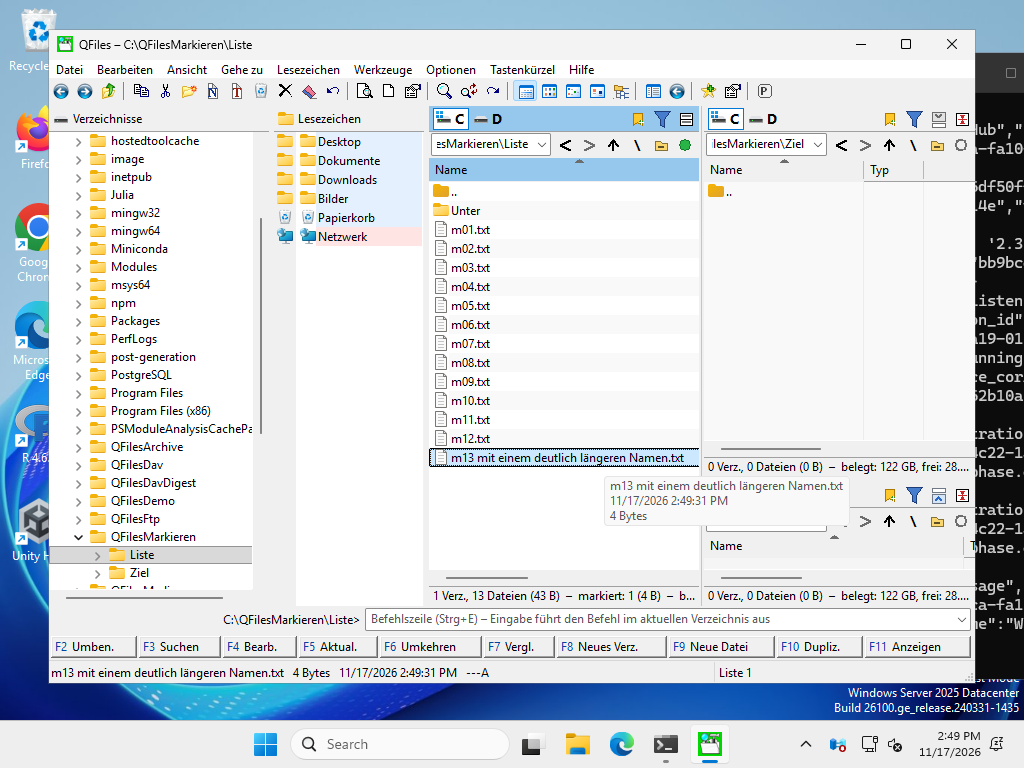 Recycle
Firefo
Goog
Chron
Micros
Edge
R 4.6.
Unity H
QFiles – C:\QFilesMarkieren\Liste
Datei Bearbeiten Ansicht Gehe zu Lesezeichen Werkzeuge Optionen Tastenkürzel Hilfe
Verzeichnisse
hostedtoolcache
image
inetpub
Julia
mingw32
mingw64
Miniconda
Modules
msys64
npm
Packages
PerfLogs
post-generation
PostgreSQL
Program Files
Program Files (x86)
PSModuleAnalysisCachePa
QFilesArchive
QFilesDav
QFilesDavDigest
QFilesDemo
QFilesFtp
QFilesMarkieren
Liste
Ziel
Lesezeichen
Desktop
Dokumente
Downloads
Bilder
Papierkorb
Netzwerk
C D
esMarkieren\Liste < > \
Name
..
Unter
m01.txt
m02.txt
m03.txt
m04.txt
m05.txt
m06.txt
m07.txt
m08.txt
m09.txt
m10.txt
m11.txt
m12.txt
m13 mit einem deutlich längeren Namen.txt
1 Verz., 13 Dateien (43 B) – markiert: 1 (4 B) – b...
C D
ilesMarkieren\Ziel < > \
Name Typ
..
0 Verz., 0 Dateien (0 B) – belegt: 122 GB, frei: 28....
m13 mit einem deutlich längeren Namen.txt
11/17/2026 2:49:31 PM
4 Bytes
> \
Name T
0 Verz., 0 Dateien (0 B) – belegt: 122 GB, frei: 28....
C:\QFilesMarkieren\Liste> Befehlszeile (Strg+E) – Eingabe führt den Befehl im aktuellen Verzeichnis aus
F2 Umben. F3 Suchen F4 Bearb. F5 Aktual. F6 Umkehren F7 Vergl. F8 Neues Verz. F9 Neue Datei F10 Dupliz. F11 Anzeigen
m13 mit einem deutlich längeren Namen.txt 4 Bytes 11/17/2026 2:49:31 PM ---A Liste 1
Windows Server 2025 Datacenter
Build 26100.ge_release.240331-1435
Search
2:49 PM
11/17/2026